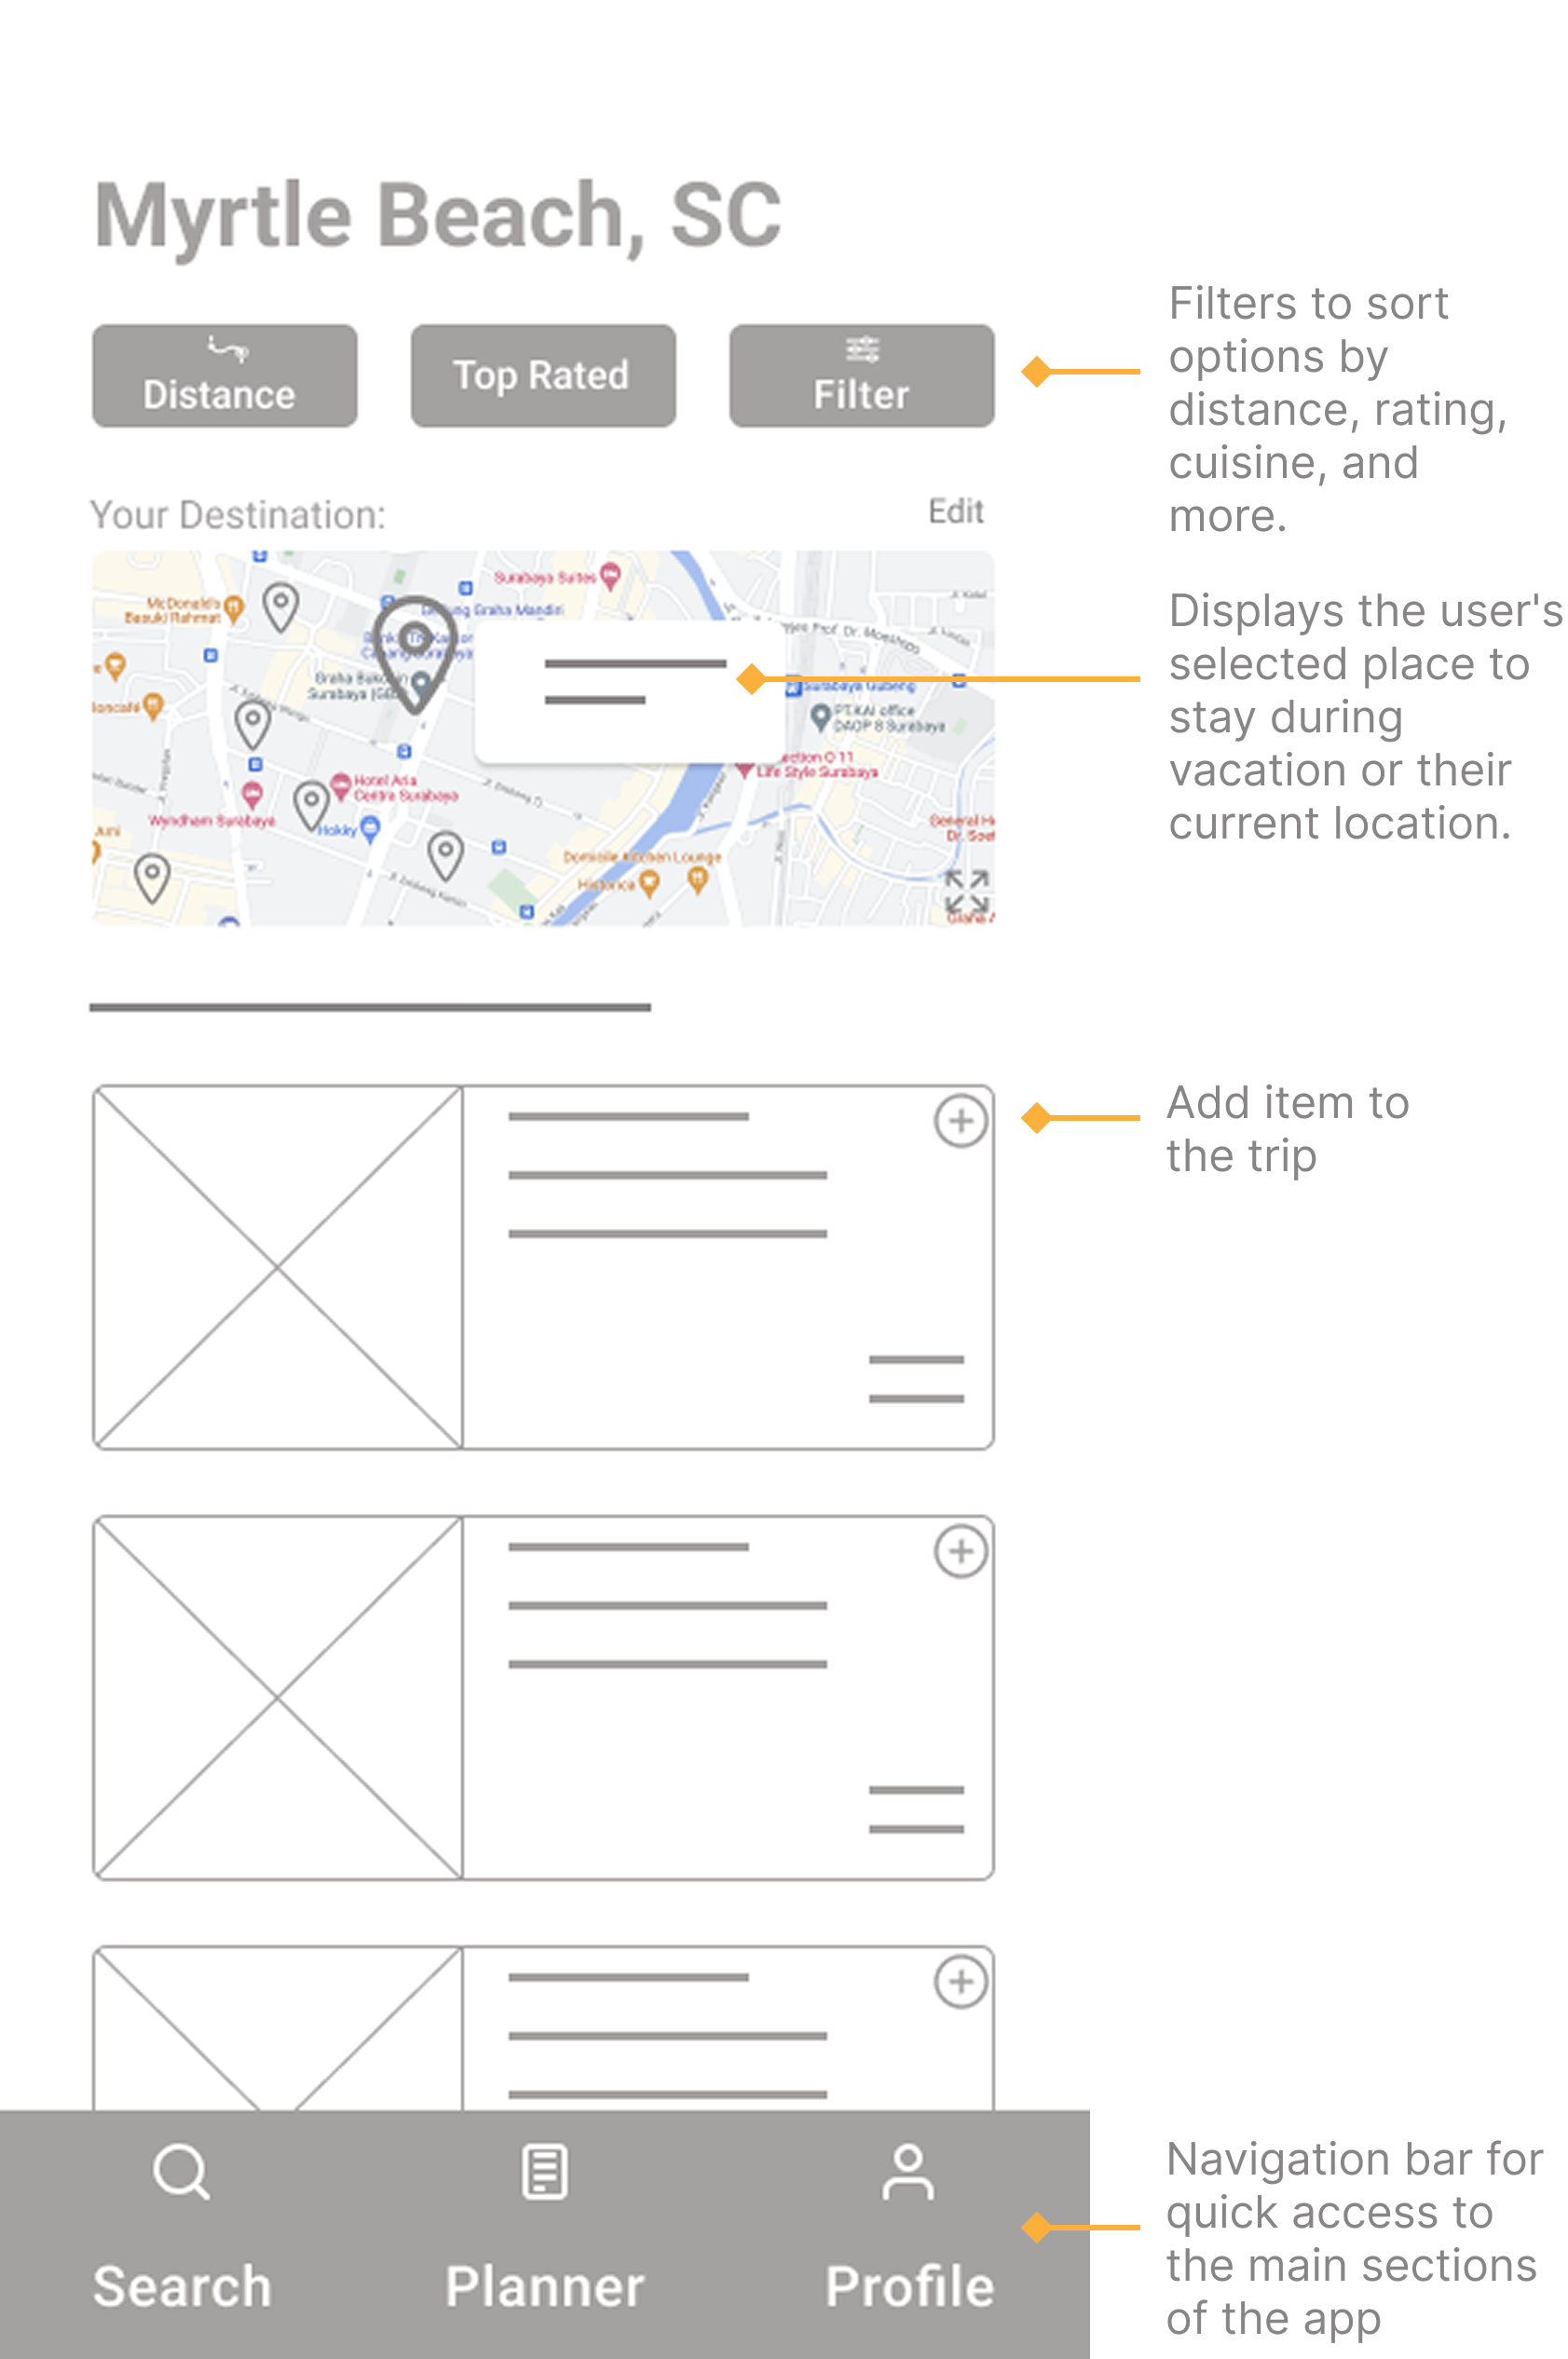 Myrtle Beach, SC
Distance
Top Rated
Filter
Filters to sort
options by
distance, rating,
cuisine, and
more.
Your Destination:
Edit
Surabaya Suites
McDonald's
Basuki Rahmat
Graha Mandiri
Prof. Dr. Moestopo
Surabaya Gubeng
PT.KAI office
DAOP 8 Surabaya
Life Style Surabaya
Hotel Aria
Centra Surabaya
Wyndham Surabaya
Hokky
Domicile Kitchen Lounge
Historica
General H
Dr. Soet
Displays the user's
selected place to
stay during
vacation or their
current location.
Add item to
the trip
Search
Planner
Profile
Navigation bar for
quick access to
the main sections
of the app